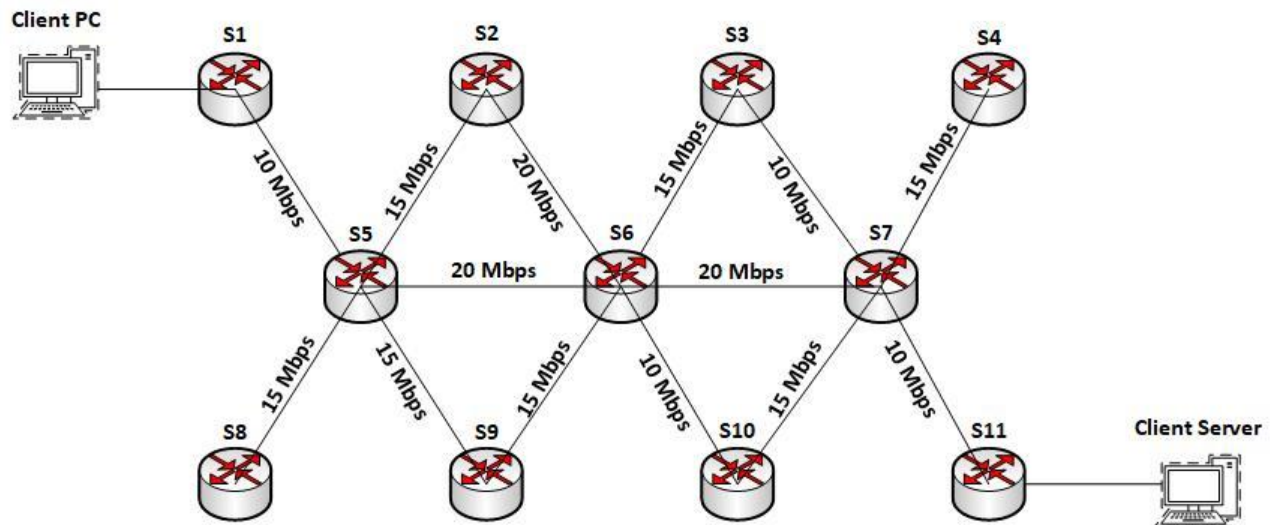 Client PC
S1
S2
S3
S4
10 Mbps
15 Mbps
20 Mbps
15 Mbps
10 Mbps
15 Mbps
S5
S6
S7
20 Mbps
20 Mbps
15 Mbps
15 Mbps
15 Mbps
10 Mbps
15 Mbps
10 Mbps
S8
S9
S10
S11
Client Server